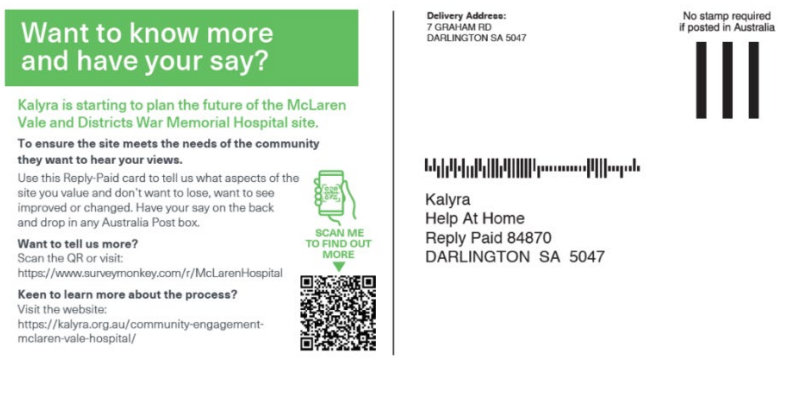 Want to know more
and have your say?
Kalyra is starting to plan the future of the McLaren
Vale and Districts War Memorial Hospital site.
To ensure the site meets the needs of the community
they want to hear your views.
Use this Reply-Paid card to tell us what aspects of the
site you value and don't want to lose, want to see
improved or changed. Have your say on the back
and drop in any Australia Post box.
Want to tell us more?
Scan the QR or visit:
https://www.surveymonkey.com/r/McLarenHospital
Keen to learn more about the process?
Visit the website:
https://kalyra.org.au/community-engagement-
mclaren-vale-hospital/
SCAN ME
TO FIND OUT
MORE
Delivery Address:
7 GRAHAM RD
DARLINGTON SA 5047
No stamp required
if posted in Australia
Kalyra
Help At Home
Reply Paid 84870
DARLINGTON SA 5047